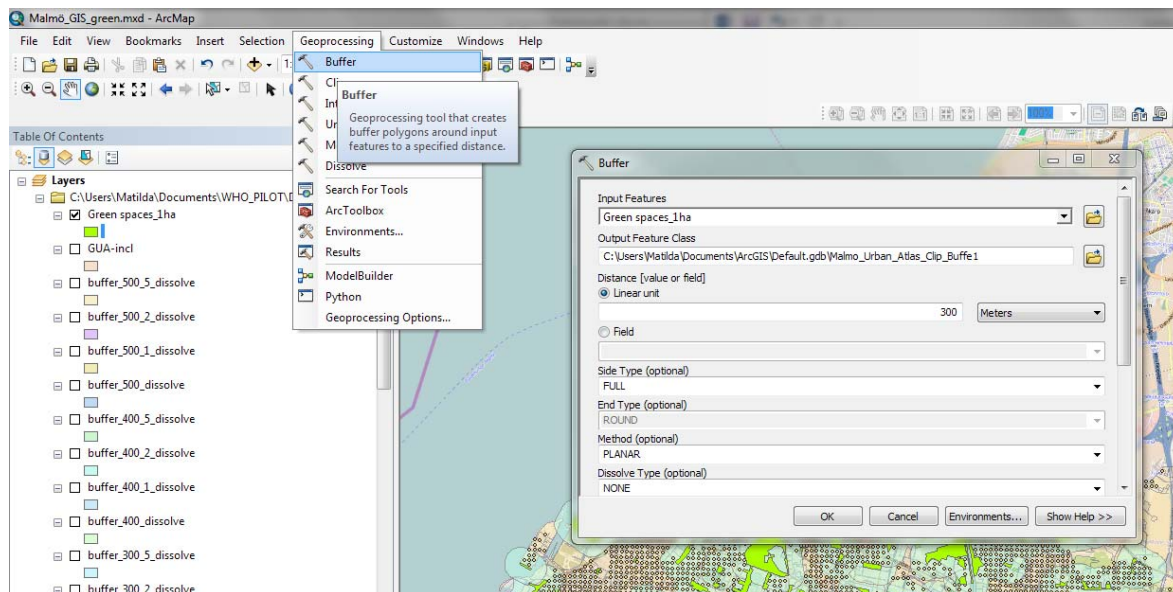 Malmö_GIS_green.mxd - ArcMap
File Edit View Bookmarks Insert Selection Geoprocessing Customize Windows Help
Buffer
Buffer
Geoprocessing tool that creates
buffer polygons around input
features to a specified distance.
Dissolve
Search For Tools
ArcToolbox
Environments...
Results
ModelBuilder
Python
Geoprocessing Options...
100%
Table Of Contents
Layers
C:\Users\Matilda\Documents\WHO_PILOT\
Green spaces_1ha
GUA-incl
buffer_500_5_dissolve
buffer_500_2_dissolve
buffer_500_1_dissolve
buffer_500_dissolve
buffer_400_5_dissolve
buffer_400_2_dissolve
buffer_400_1_dissolve
buffer_400_dissolve
buffer_300_5_dissolve
buffer_300_2_dissolve
Buffer
Input Features
Green spaces_1ha
Output Feature Class
C:\Users\Matilda\Documents\ArcGIS\Default.gdb\Malmo_Urban_Atlas_Clip_Buffe1
Distance [value or field]
Linear unit
300 Meters
Field
Side Type (optional)
FULL
End Type (optional)
ROUND
Method (optional)
PLANAR
Dissolve Type (optional)
NONE
OK Cancel Environments... Show Help >>